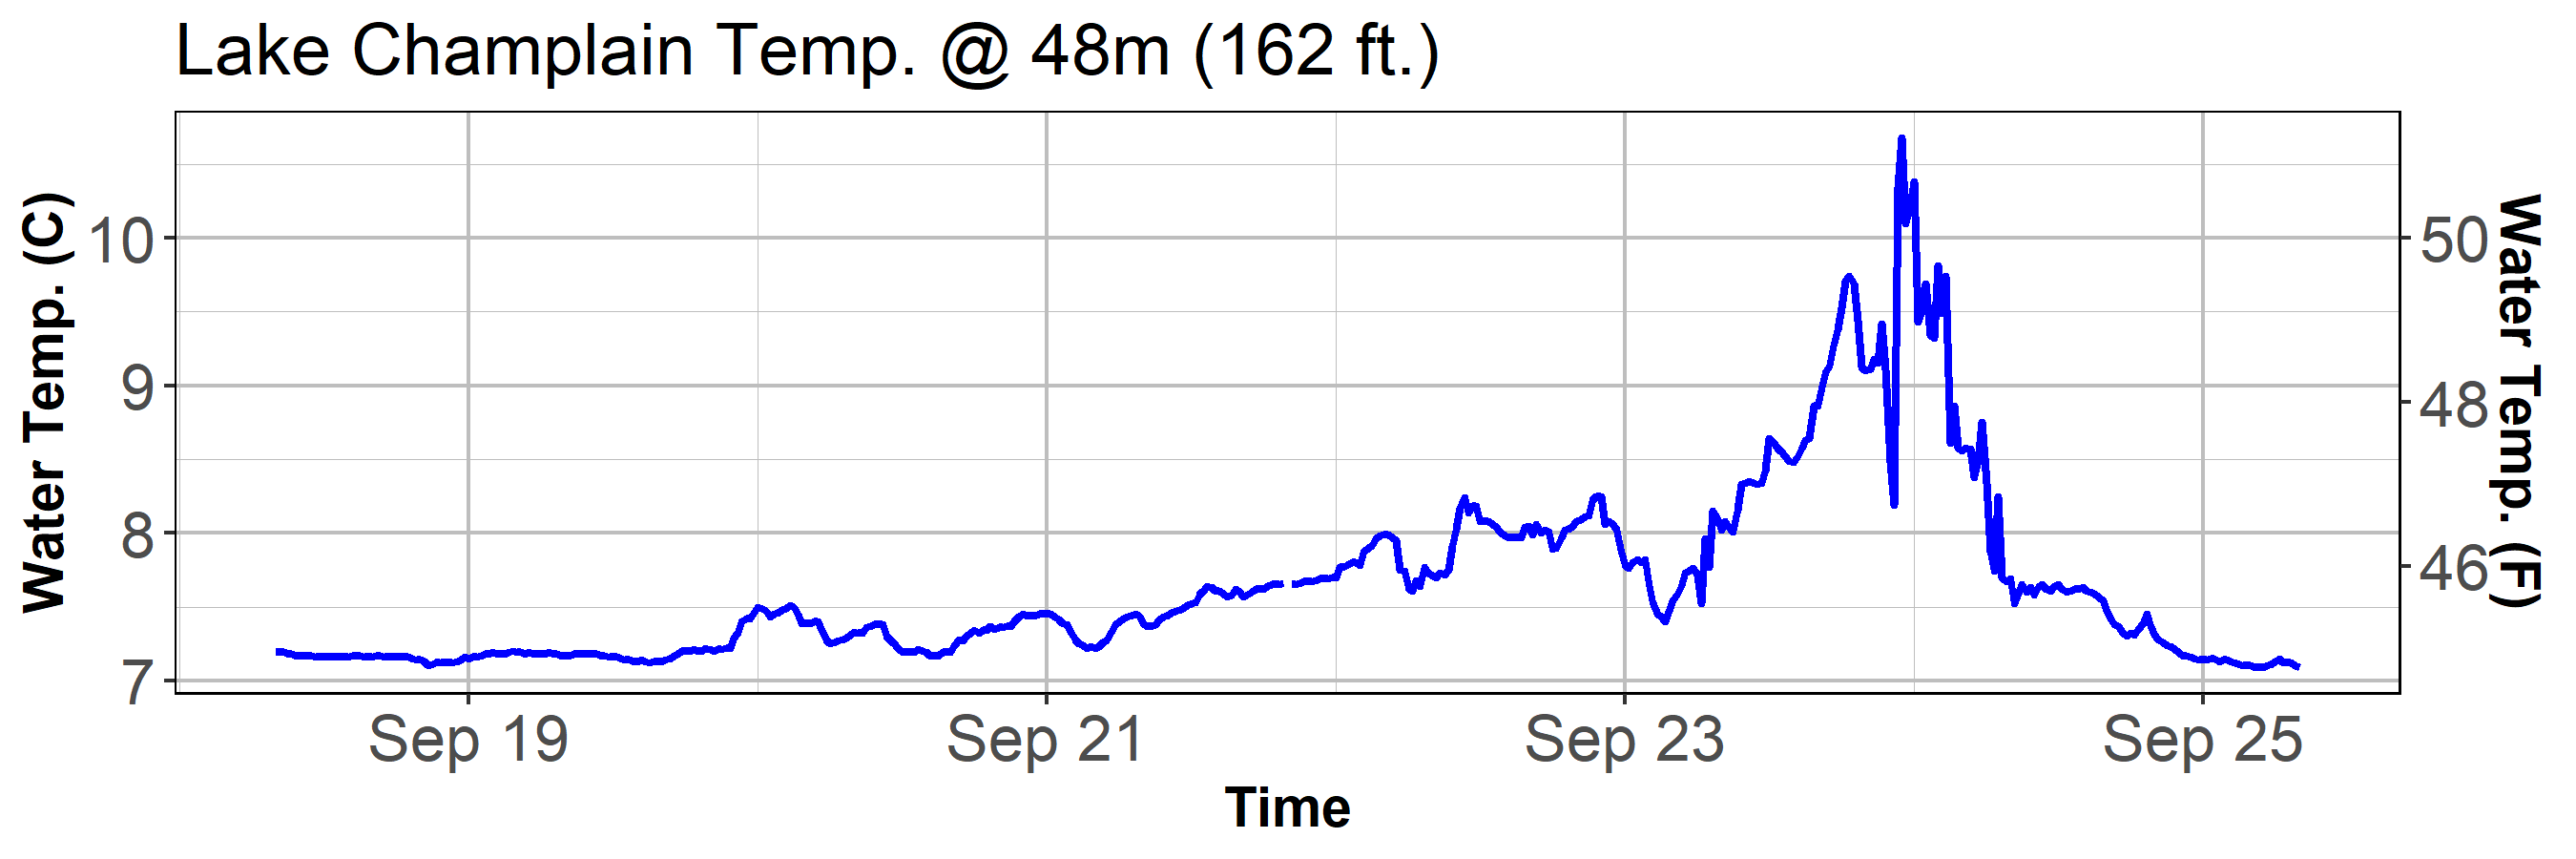 Lake Champlain Temp. @ 48m (162 ft.)
Water Temp. (C)
10
9
8
7
50
48
46
Water Temp. (F)
Sep 19
Sep 21
Sep 23
Sep 25
Time